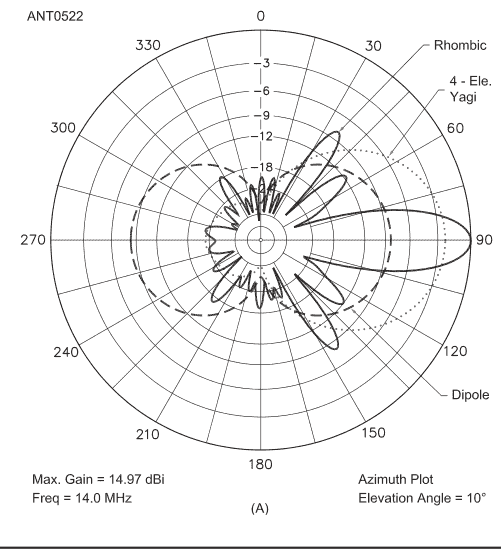 ANT0522
0
30
Rhombic
4 - Ele.
Yagi
60
90
120
Dipole
150
180
210
240
270
300
330
-3
-6
-9
-12
-18
Max. Gain = 14.97 dBi
Freq = 14.0 MHz
(A)
Azimuth Plot
Elevation Angle = 10°